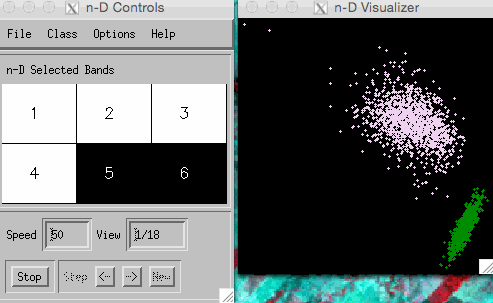 n-D Controls
File Class Options Help
n-D Selected Bands
1 2 3
4 5 6
Speed 50 View 1/18
Stop Step <- -> New
n-D Visualizer